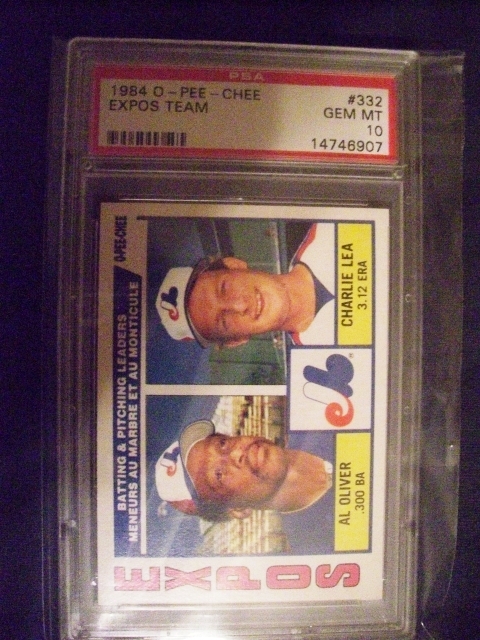 PSA
1984 O-PEE-CHEE #332
EXPOS TEAM GEM MT
10
14746907
O-PEE-CHEE
BATTING & PITCHING LEADERS
MENEURS AU MARBRE ET AU MONTICULE
CHARLIE LEA
3.12 ERA
AL OLIVER
.300 BA
EXPOS